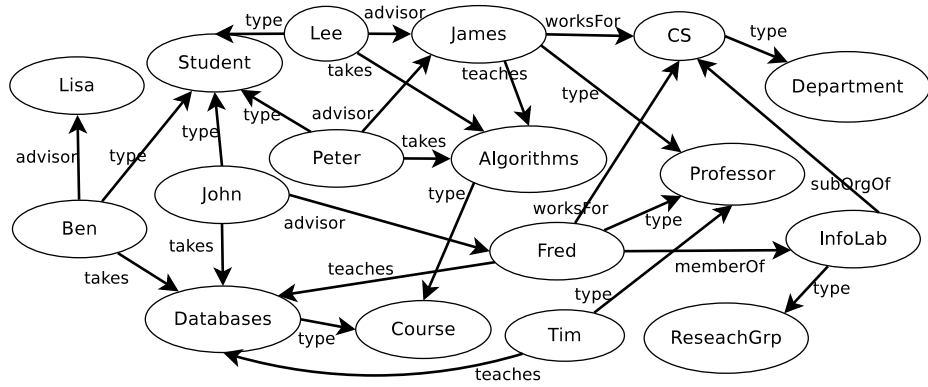 type
advisor
worksFor
type
Lee
James
CS
Student
takes
teaches
Lisa
type
Department
type
type
advisor
takes
advisor
type
Peter
Algorithms
Professor
John
type
subOrgOf
Ben
advisor
worksFor
type
takes
Fred
InfoLab
takes
teaches
memberOf
type
type
Databases
type
Course
Tim
ReseachGrp
teaches